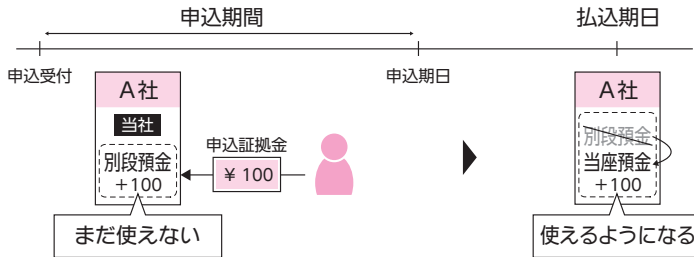 申込期間
払込期日
申込受付
申込期日
A社
当社
別段預金
+100
申込証拠金
¥100
まだ使えない
A社
別段預金
当座預金
+100
使えるようになる